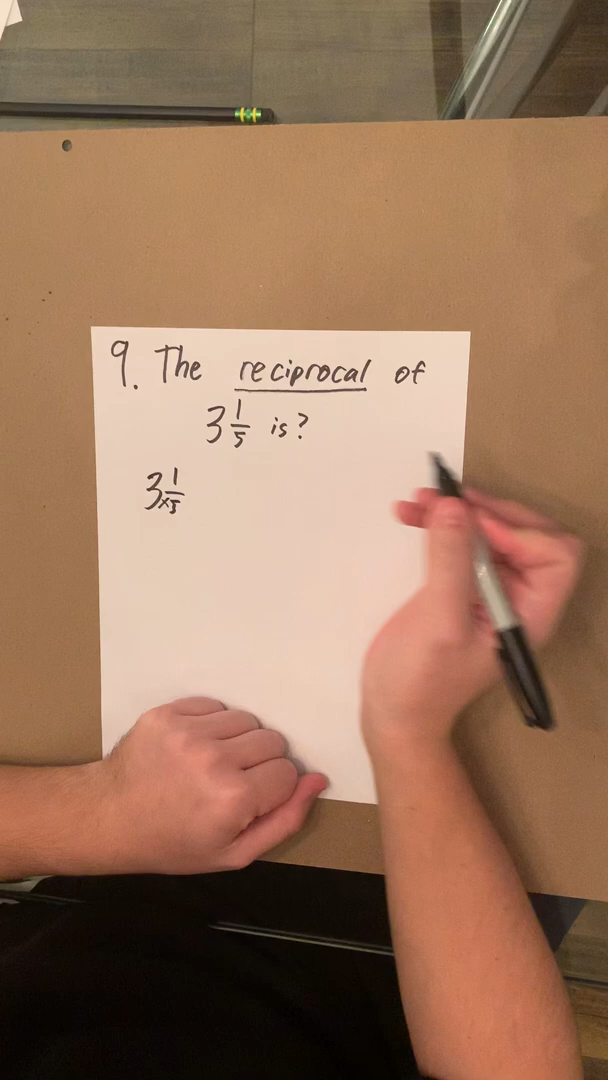 9. The reciprocal of
3 1/5 is?
3 1/×5